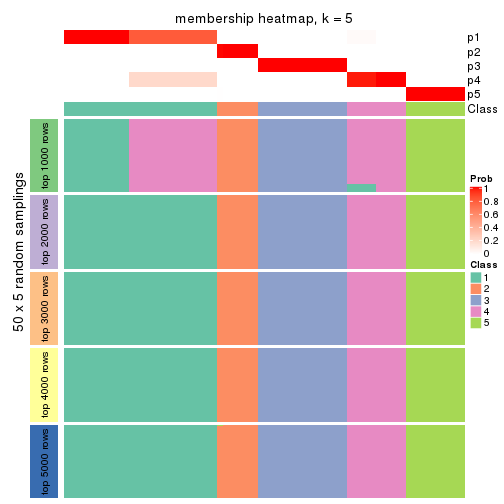 membership heatmap, k = 5
p1
p2
p3
p4
p5
Class
50 x 5 random samplings
top 1000 rows
top 2000 rows
top 3000 rows
top 4000 rows
top 5000 rows
Prob
1
0.8
0.6
0.4
0.2
0
Class
1
2
3
4
5